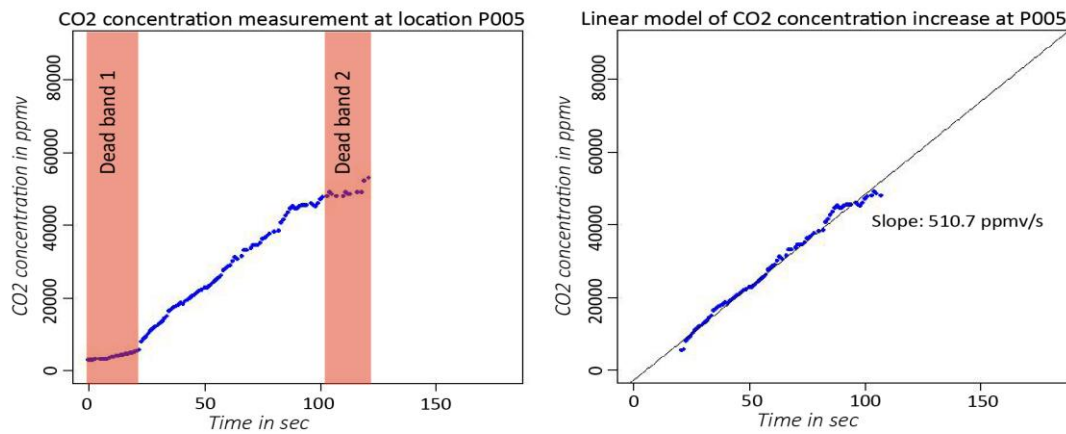 CO2 concentration measurement at location P005
CO2 concentration in ppmv
80000
60000
40000
20000
0
Dead band 1
Dead band 2
0 50 100 150
Time in sec
Linear model of CO2 concentration increase at P005
CO2 concentration in ppmv
80000
60000
40000
20000
0
Slope: 510.7 ppmv/s
0 50 100 150
Time in sec